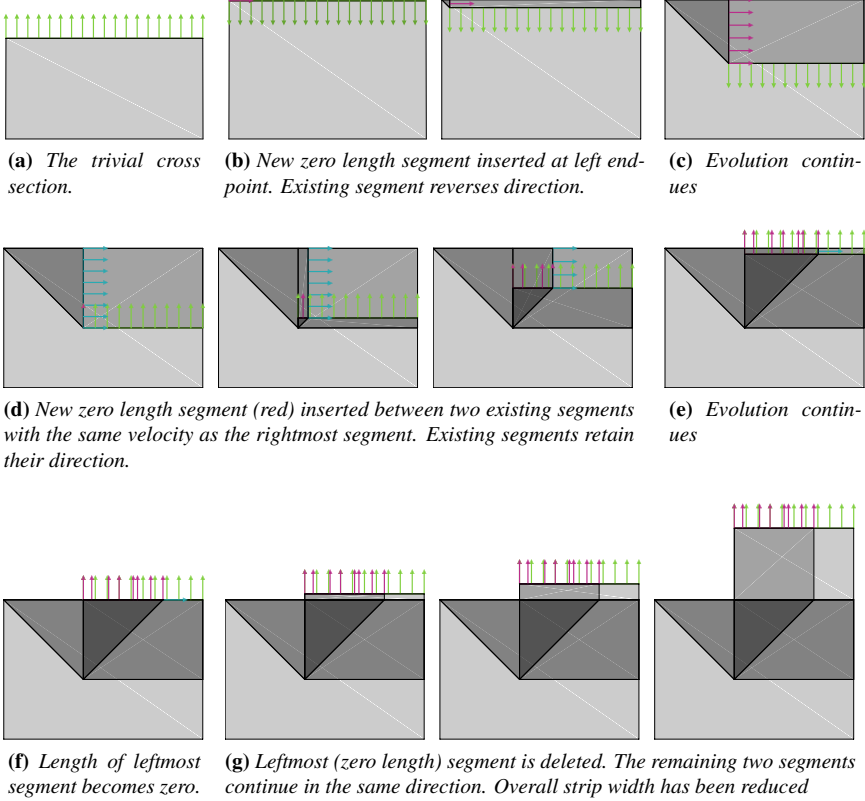 (a) The trivial cross
section.
(b) New zero length segment inserted at left end-
point. Existing segment reverses direction.
(c) Evolution contin-
ues
(d) New zero length segment (red) inserted between two existing segments
with the same velocity as the rightmost segment. Existing segments retain
their direction.
(e) Evolution contin-
ues
(f) Length of leftmost
segment becomes zero.
(g) Leftmost (zero length) segment is deleted. The remaining two segments
continue in the same direction. Overall strip width has been reduced